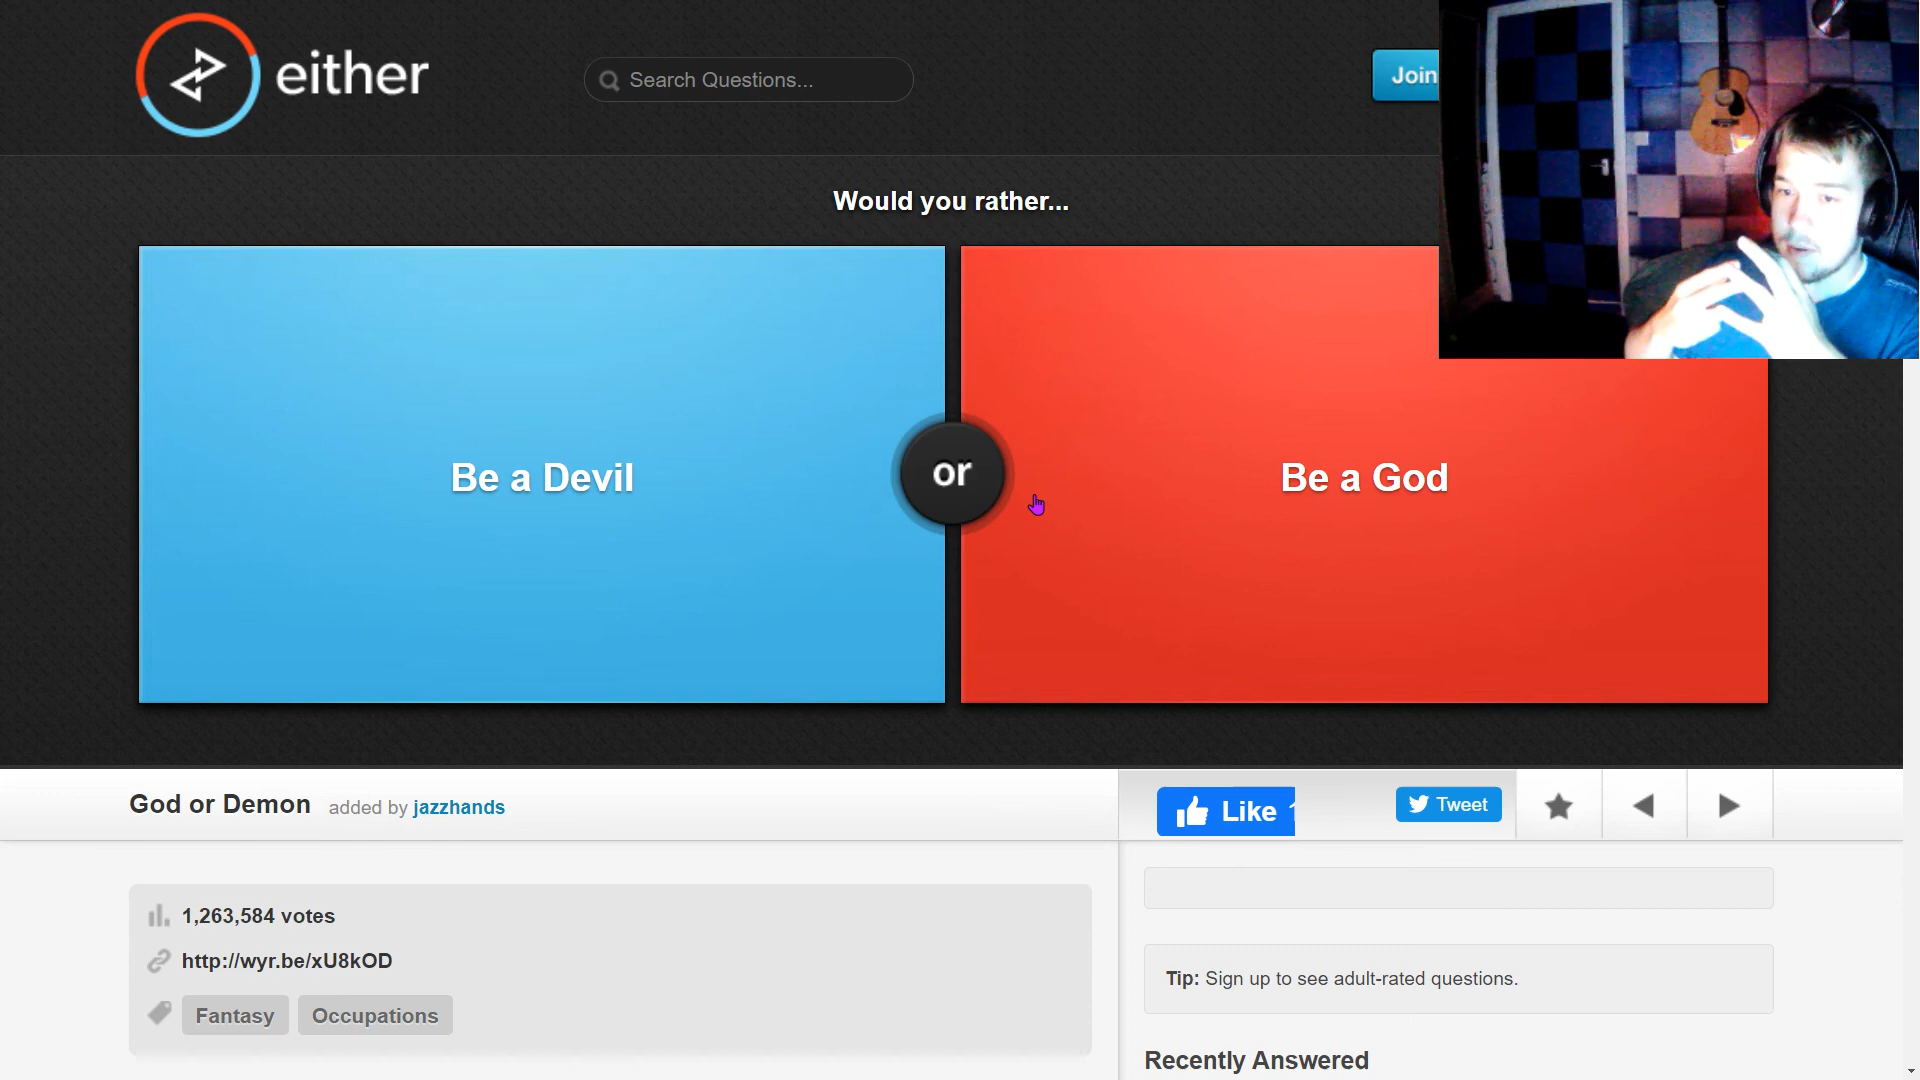 either
Search Questions...
Join
Would you rather...
Be a Devil
or
Be a God
God or Demon added by jazzhands
Like
Tweet
1,263,584 votes
http://wyr.be/xU8kOD
Fantasy
Occupations
Tip: Sign up to see adult-rated questions.
Recently Answered